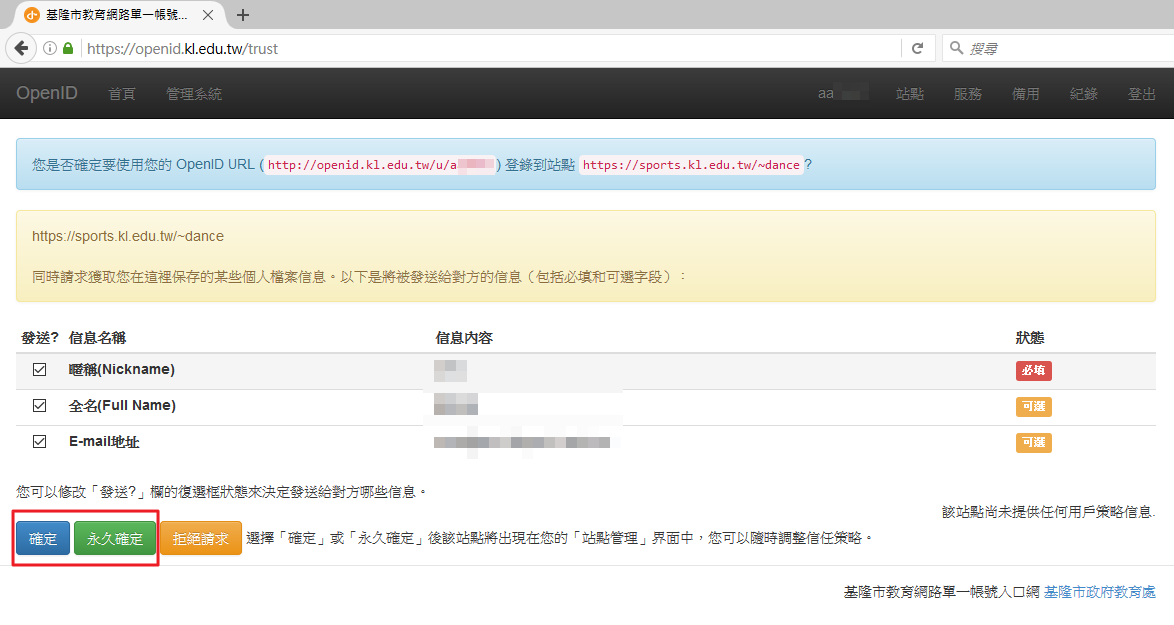 基隆市教育網路單一帳號...
https://openid.kl.edu.tw/trust
搜尋
OpenID 首頁 管理系統 aa 站點 服務 備用 紀錄 登出
您是否確定要使用您的 OpenID URL (http://openid.kl.edu.tw/u/a ) 登錄到站點 https://sports.kl.edu.tw/~dance?
https://sports.kl.edu.tw/~dance
同時請求獲取您在這裡保存的某些個人檔案信息。以下是將被發送給對方的信息（包括必填和可選字段）：
發送? 信息名稱 信息內容 狀態
暱稱(Nickname) 必填
全名(Full Name) 可選
E-mail地址 可選
您可以修改「發送?」欄的復選框狀態來決定發送給對方哪些信息。
該站點尚未提供任何用戶策略信息.
確定 永久確定 拒絕請求 選擇「確定」或「永久確定」後該站點將出現在您的「站點管理」界面中，您可以隨時調整信任策略。
基隆市教育網路單一帳號入口網 基隆市政府教育處